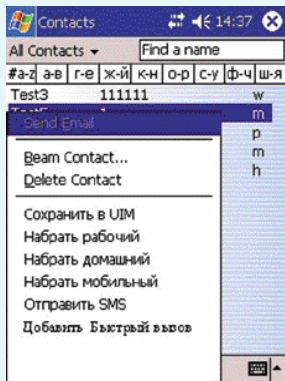 Contacts 14:37
All Contacts Find a name
#a-z а-в г-е ж-й к-н о-р с-у ф-ч ш-я
Test3 111111 w
m
Send Email
p
Beam Contact... m
Delete Contact h
Сохранить в UIM
Набрать рабочий
Набрать домашний
Набрать мобильный
Отправить SMS
Добавить Быстрый вызов